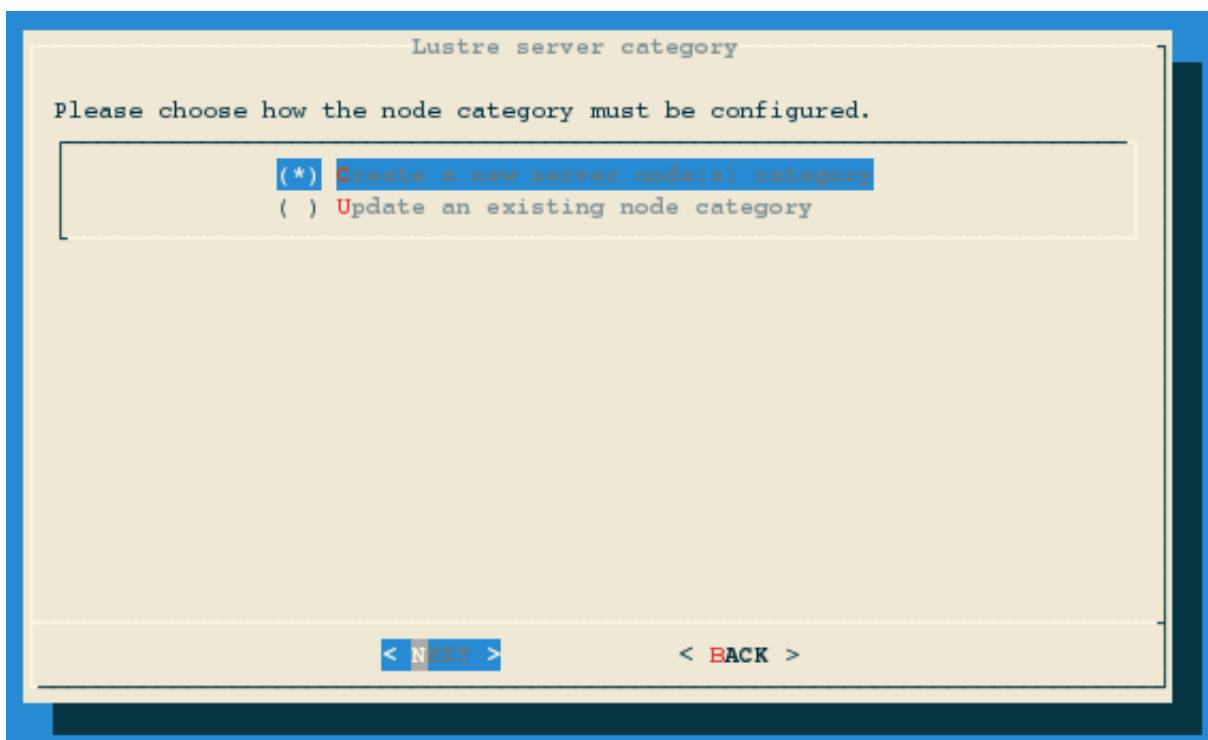 Lustre server category
Please choose how the node category must be configured.
(*) Create a new server node(s) category
( ) Update an existing node category
< NEXT > < BACK >